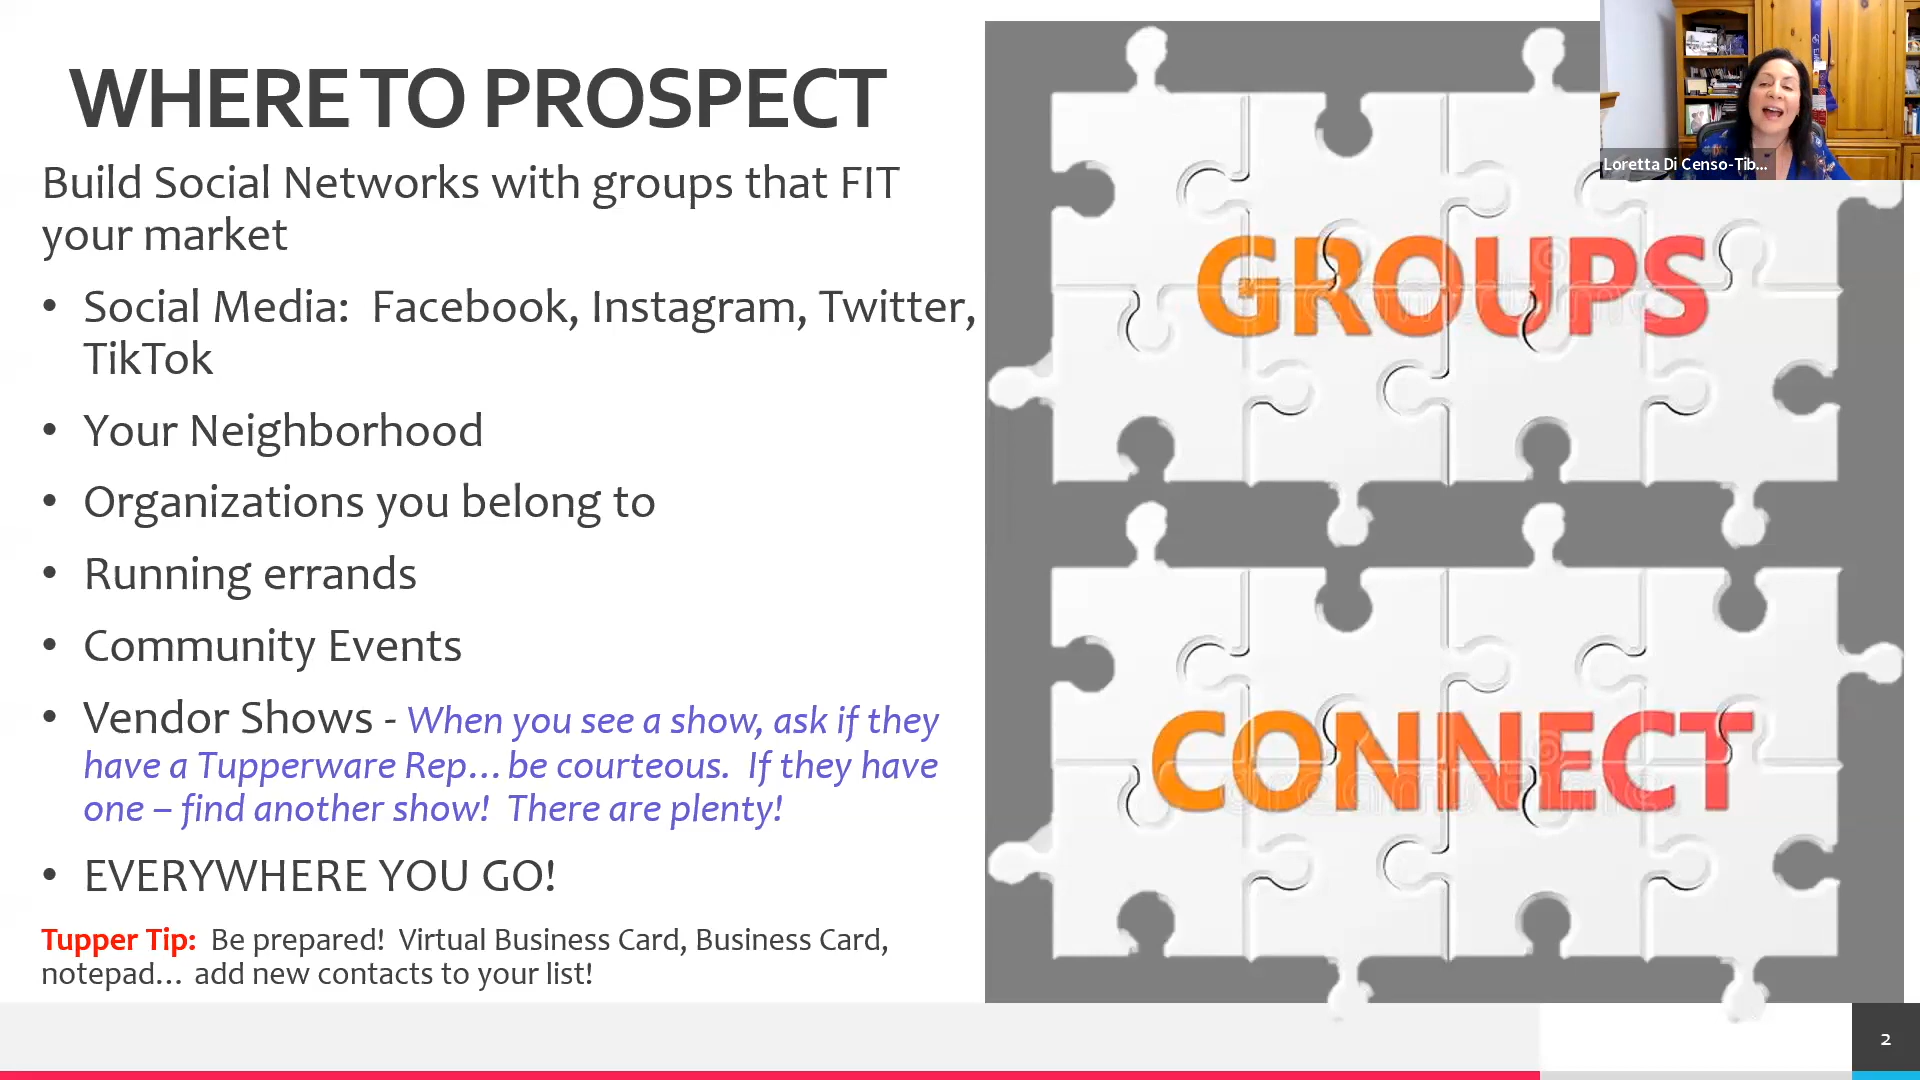 WHERE TO PROSPECT
Build Social Networks with groups that FIT
your market
• Social Media:  Facebook, Instagram, Twitter,
TikTok
• Your Neighborhood
• Organizations you belong to
• Running errands
• Community Events
• Vendor Shows - When you see a show, ask if they
have a Tupperware Rep... be courteous.  If they have
one – find another show!  There are plenty!
• EVERYWHERE YOU GO!
Tupper Tip:  Be prepared!  Virtual Business Card, Business Card,
notepad...  add new contacts to your list!
GROUPS
CONNECT
Loretta Di Censo-Tib...
2